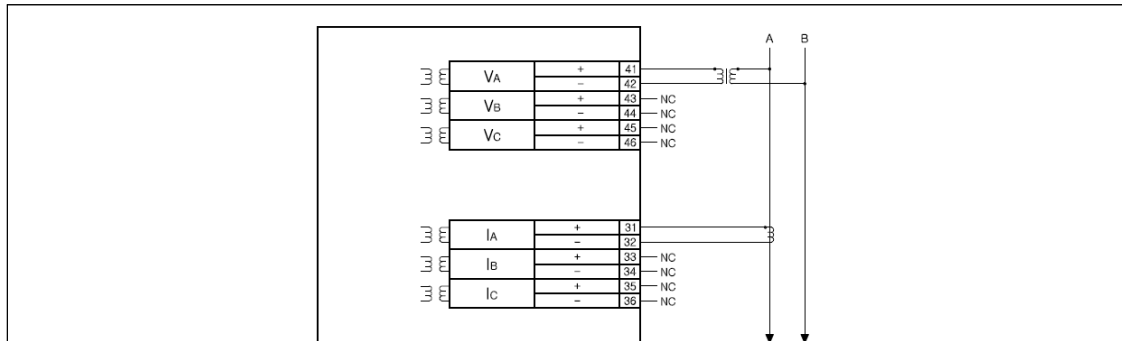 A B
VA + 41
− 42
VB + 43 NC
− 44 NC
VC + 45 NC
− 46 NC
IA + 31
− 32
IB + 33 NC
− 34 NC
IC + 35 NC
− 36 NC